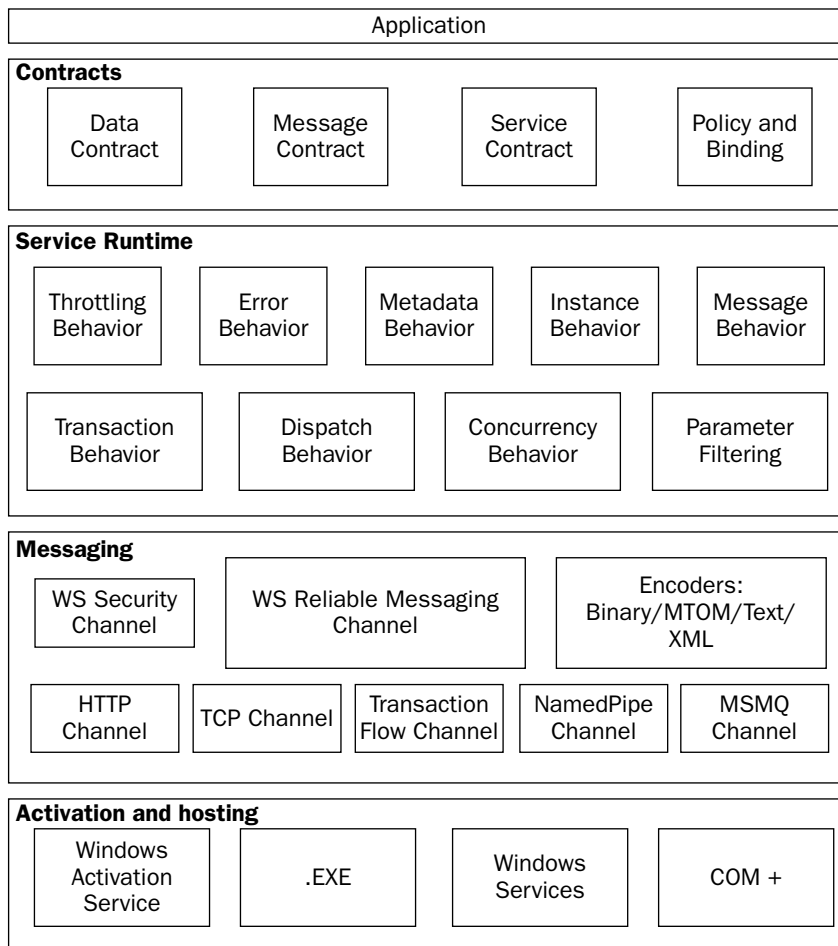 Application
Contracts
Data
Contract
Message
Contract
Service
Contract
Policy and
Binding
Service Runtime
Throttling
Behavior
Error
Behavior
Metadata
Behavior
Instance
Behavior
Message
Behavior
Transaction
Behavior
Dispatch
Behavior
Concurrency
Behavior
Parameter
Filtering
Messaging
WS Security
Channel
WS Reliable Messaging
Channel
Encoders:
Binary/MTOM/Text/
XML
HTTP
Channel
TCP Channel
Transaction
Flow Channel
NamedPipe
Channel
MSMQ
Channel
Activation and hosting
Windows
Activation
Service
.EXE
Windows
Services
COM +